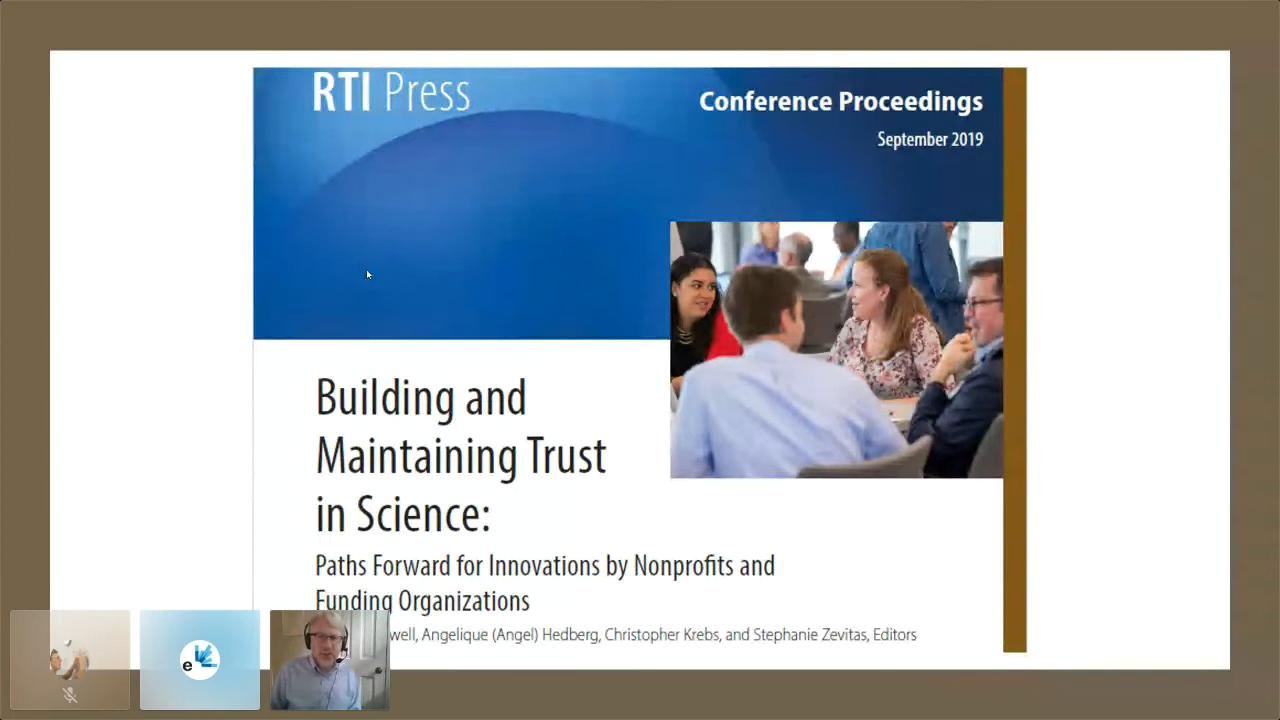 RTI Press
Conference Proceedings
September 2019
Building and
Maintaining Trust
in Science:
Paths Forward for Innovations by Nonprofits and
Funding Organizations
well, Angelique (Angel) Hedberg, Christopher Krebs, and Stephanie Zevitas, Editors
e